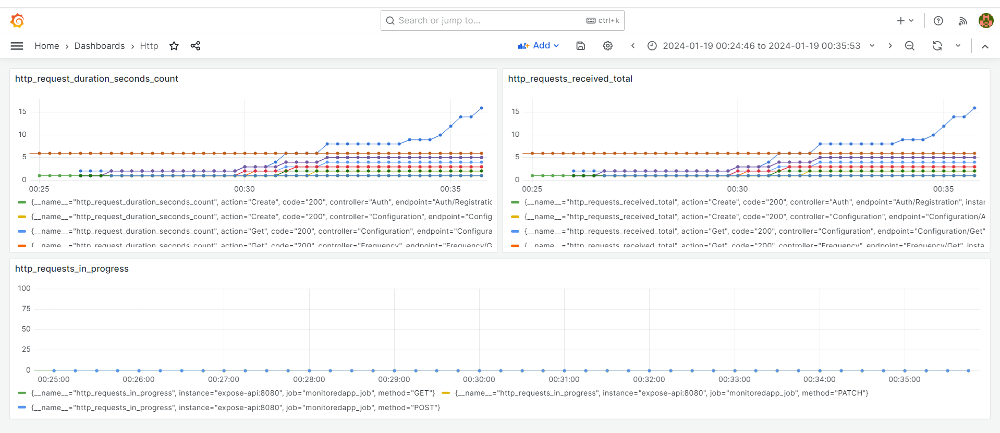 Search or jump to...
ctrl+k
Home › Dashboards › Http
Add
2024-01-19 00:24:46 to 2024-01-19 00:35:53
http_request_duration_seconds_count
15
10
5
0
00:25
00:30
00:35
{__name__="http_request_duration_seconds_count", action="Create", code="200", controller="Auth", endpoint="Auth/Registratio
{__name__="http_request_duration_seconds_count", action="Create", code="200", controller="Configuration", endpoint="Config
{__name__="http_request_duration_seconds_count", action="Get", code="200", controller="Configuration", endpoint="Configura
{__name__="http_request_duration_seconds_count", action="Get", code="200", controller="Frequency", endpoint="Frequency/G
http_requests_received_total
15
10
5
0
00:25
00:30
00:35
{__name__="http_requests_received_total", action="Create", code="200", controller="Auth", endpoint="Auth/Registration", instan
{__name__="http_requests_received_total", action="Create", code="200", controller="Configuration", endpoint="Configuration/A
{__name__="http_requests_received_total", action="Get", code="200", controller="Configuration", endpoint="Configuration/Get"
{__name__="http_requests_received_total", action="Get", code="200", controller="Frequency", endpoint="Frequency/Get", insta
http_requests_in_progress
100
75
50
25
0
00:25:00
00:26:00
00:27:00
00:28:00
00:29:00
00:30:00
00:31:00
00:32:00
00:33:00
00:34:00
00:35:00
{__name__="http_requests_in_progress", instance="expose-api:8080", job="monitoredapp_job", method="GET"}
{__name__="http_requests_in_progress", instance="expose-api:8080", job="monitoredapp_job", method="PATCH"}
{__name__="http_requests_in_progress", instance="expose-api:8080", job="monitoredapp_job", method="POST"}